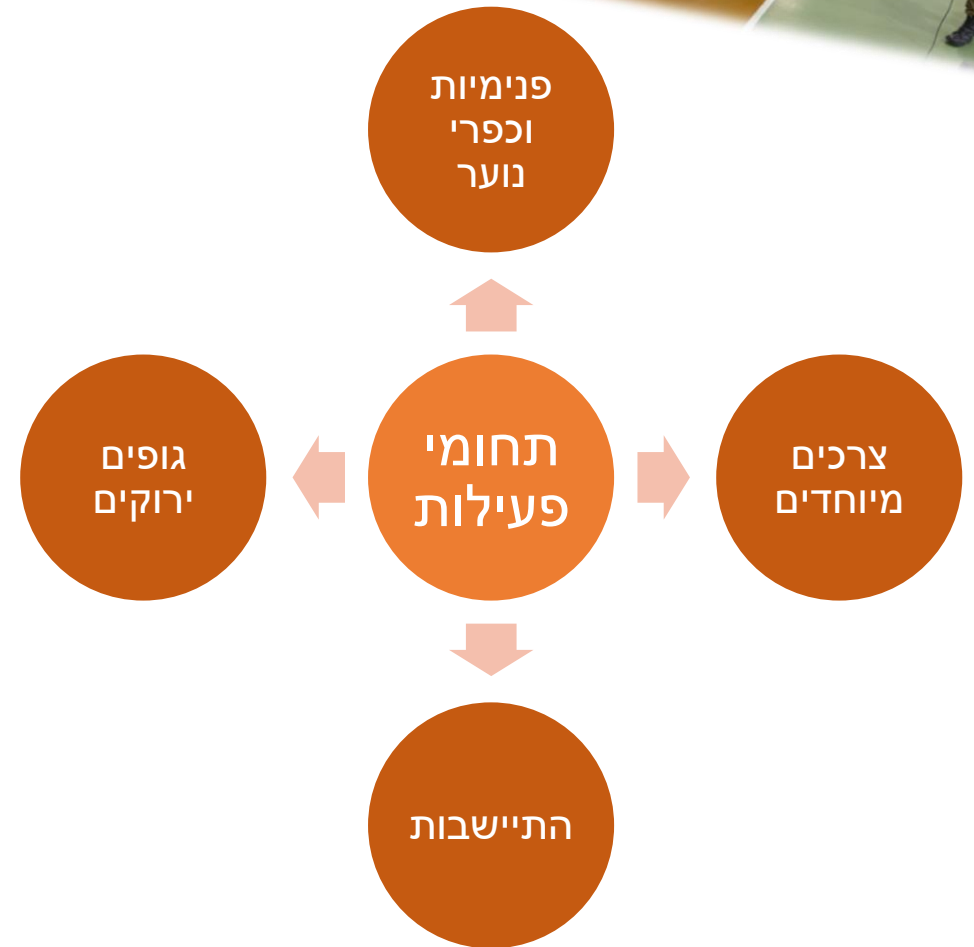 פנימיות
וכפרי
נוער
צרכים
מיוחדים
תחומי
פעילות
גופים
ירוקים
התיישבות